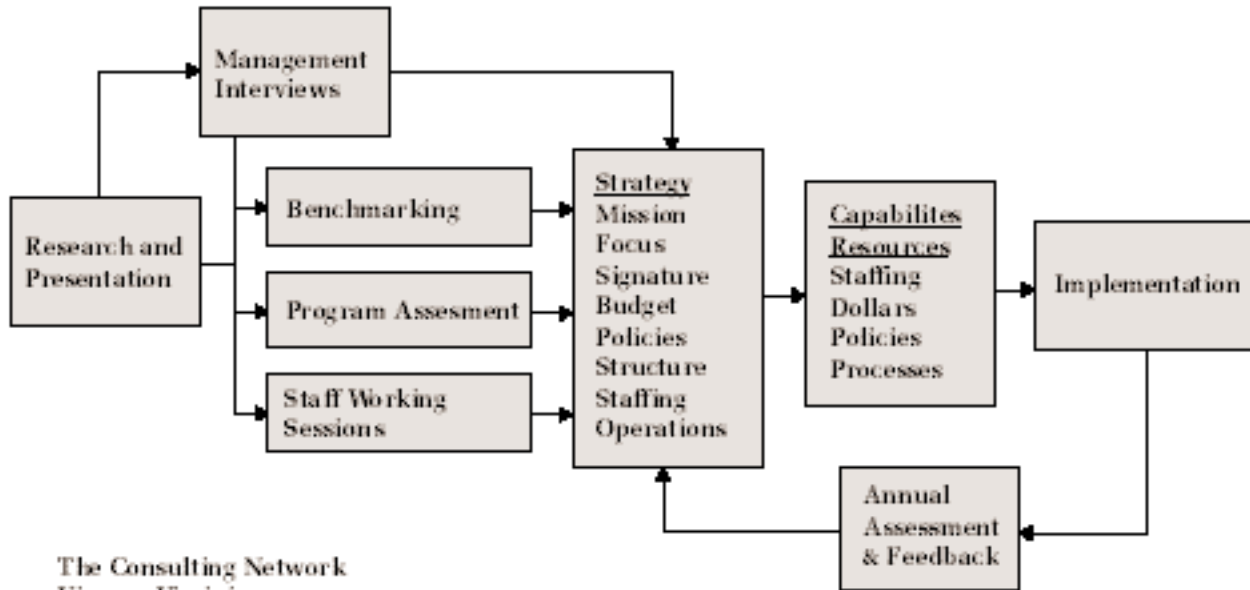 Management
Interviews
Research and
Presentation
Benchmarking
Program Assesment
Staff Working
Sessions
Strategy
Mission
Focus
Signature
Budget
Policies
Structure
Staffing
Operations
Capabilites
Resources
Staffing
Dollars
Policies
Processes
Implementation
Annual
Assessment
& Feedback
The Consulting Network